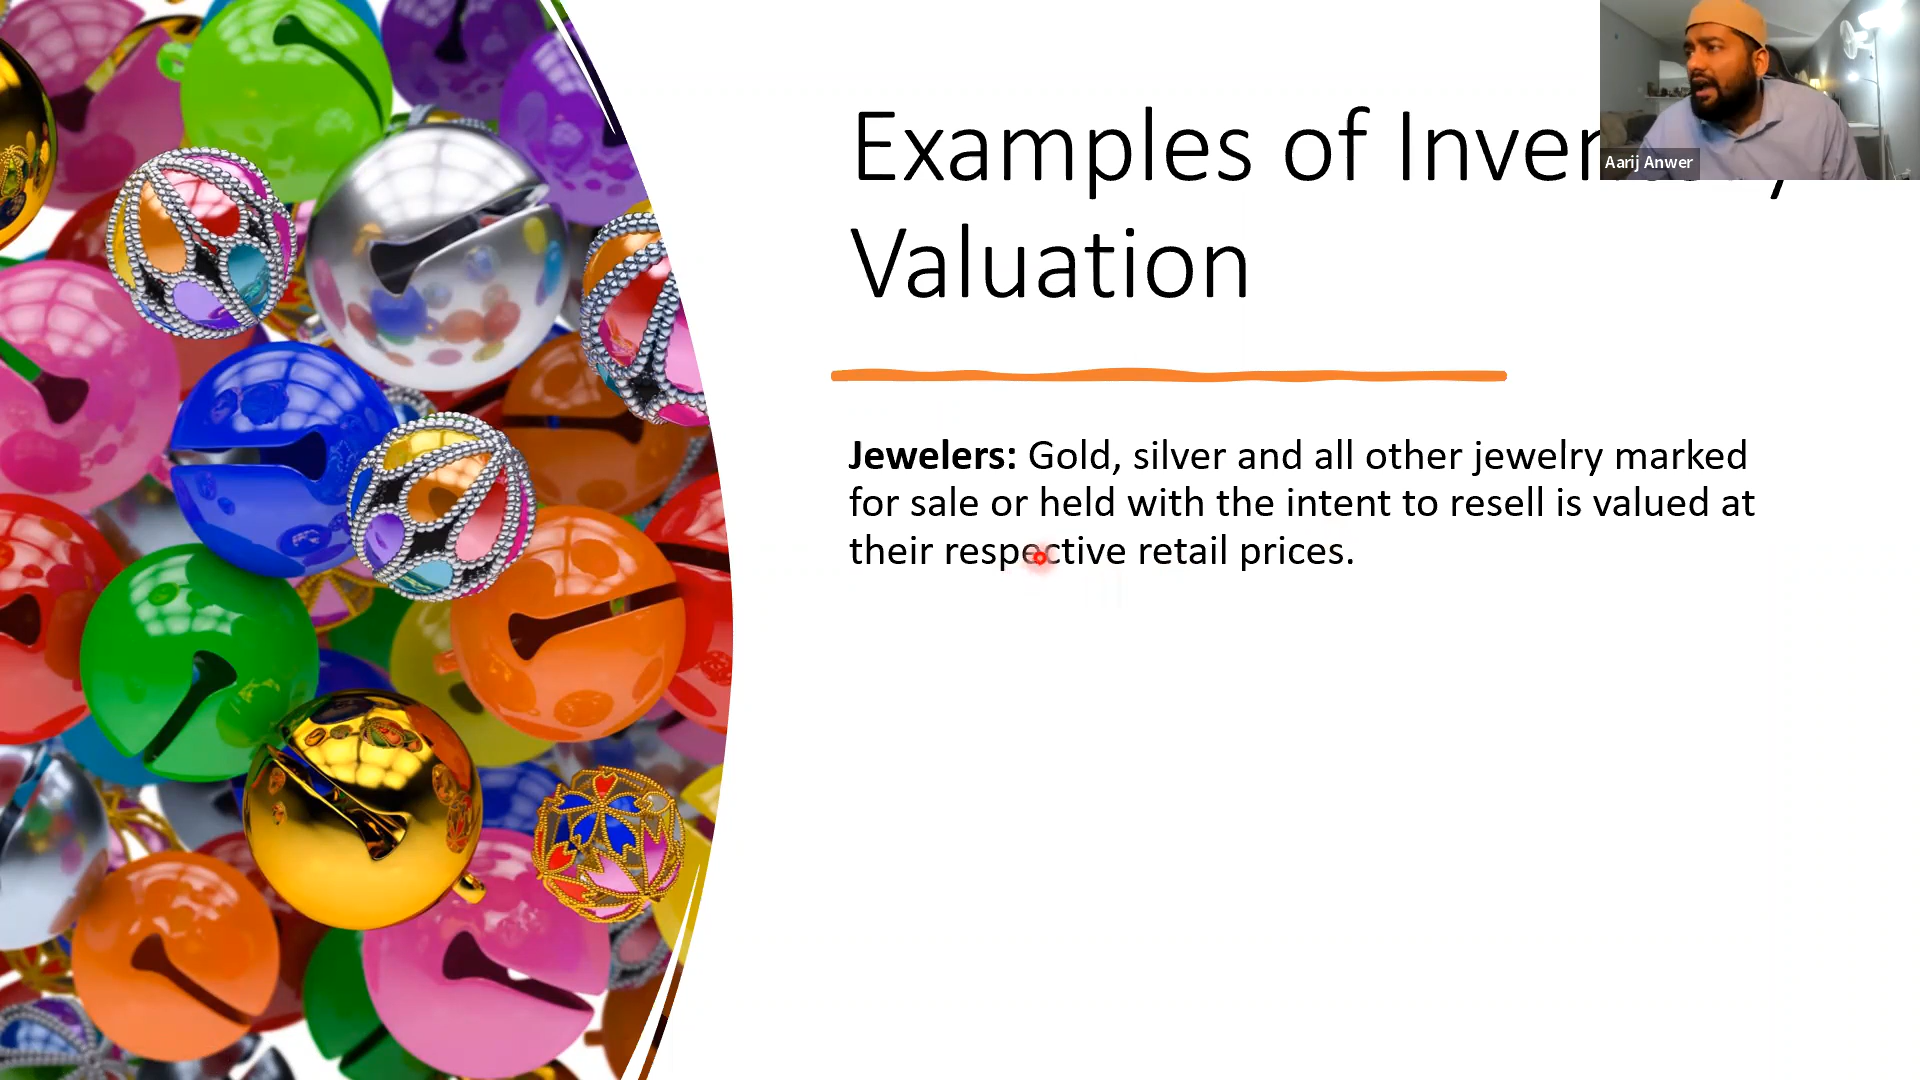 Examples of Inven
Valuation
Aarij Anwer
Jewelers: Gold, silver and all other jewelry marked
for sale or held with the intent to resell is valued at
their respective retail prices.